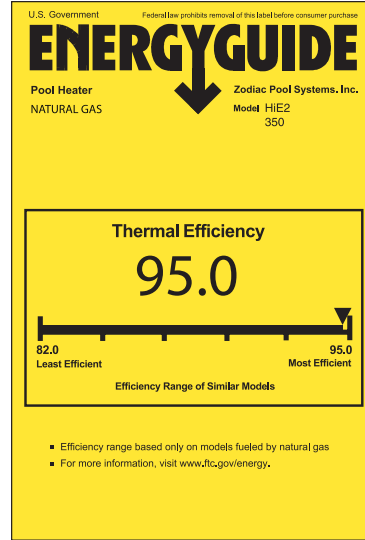 U.S. Government Federal law prohibits removal of this label before consumer purchase
ENERGYGUIDE
Pool Heater Zodiac Pool Systems, Inc.
NATURAL GAS Model HiE2
350
Thermal Efficiency
95.0
82.0 95.0
Least Efficient Most Efficient
Efficiency Range of Similar Models
▪ Efficiency range based only on models fueled by natural gas
▪ For more information, visit www.ftc.gov/energy.